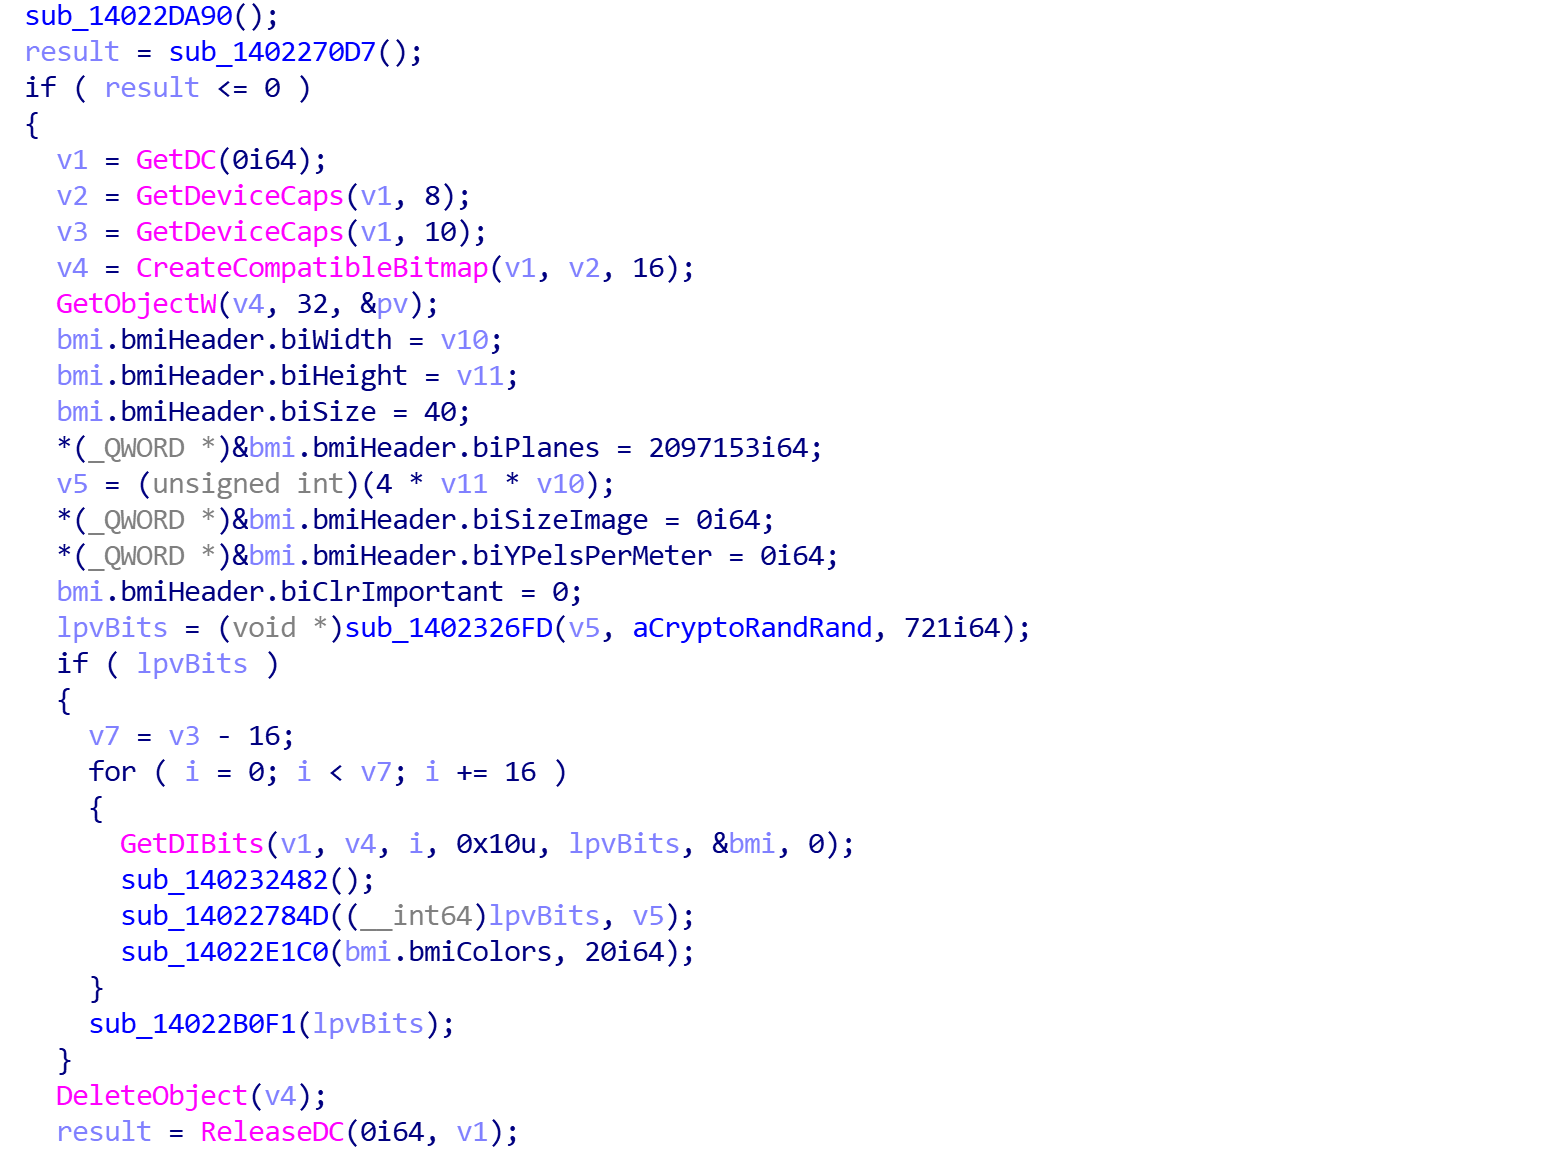 sub_14022DA90();
result = sub_1402270D7();
if ( result <= 0 )
{
v1 = GetDC(0i64);
v2 = GetDeviceCaps(v1, 8);
v3 = GetDeviceCaps(v1, 10);
v4 = CreateCompatibleBitmap(v1, v2, 16);
GetObjectW(v4, 32, &pv);
bmi.bmiHeader.biWidth = v10;
bmi.bmiHeader.biHeight = v11;
bmi.bmiHeader.biSize = 40;
*(_QWORD *)&bmi.bmiHeader.biPlanes = 2097153i64;
v5 = (unsigned int)(4 * v11 * v10);
*(_QWORD *)&bmi.bmiHeader.biSizeImage = 0i64;
*(_QWORD *)&bmi.bmiHeader.biYPelsPerMeter = 0i64;
bmi.bmiHeader.biClrImportant = 0;
lpvBits = (void *)sub_1402326FD(v5, aCryptoRandRand, 721i64);
if ( lpvBits )
{
v7 = v3 - 16;
for ( i = 0; i < v7; i += 16 )
{
GetDIBits(v1, v4, i, 0x10u, lpvBits, &bmi, 0);
sub_140232482();
sub_14022784D((__int64)lpvBits, v5);
sub_14022E1C0(bmi.bmiColors, 20i64);
}
sub_14022B0F1(lpvBits);
}
DeleteObject(v4);
result = ReleaseDC(0i64, v1);